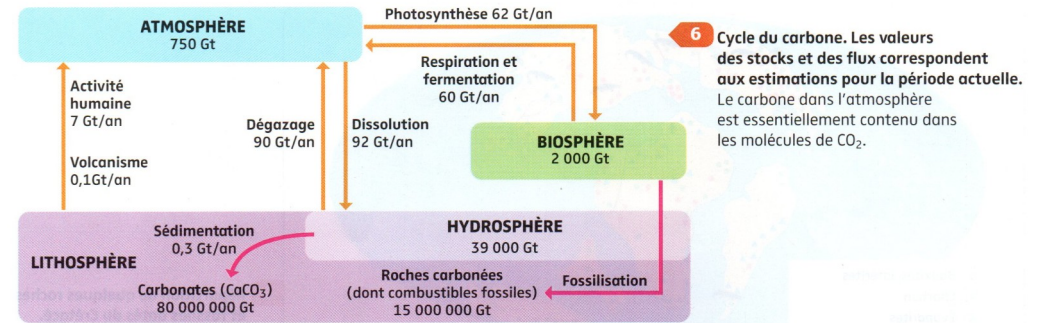 ATMOSPHÈRE
750 Gt
Photosynthèse 62 Gt/an
Respiration et
fermentation
60 Gt/an
Activité
humaine
7 Gt/an
Volcanisme
0,1Gt/an
Dégazage
90 Gt/an
Dissolution
92 Gt/an
BIOSPHÈRE
2 000 Gt
LITHOSPHÈRE
Sédimentation
0,3 Gt/an
HYDROSPHÈRE
39 000 Gt
Carbonates (CaCO₃)
80 000 000 Gt
Roches carbonées
(dont combustibles fossiles)
15 000 000 Gt
Fossilisation
6 Cycle du carbone. Les valeurs
des stocks et des flux correspondent
aux estimations pour la période actuelle.
Le carbone dans l'atmosphère
est essentiellement contenu dans
les molécules de CO₂.